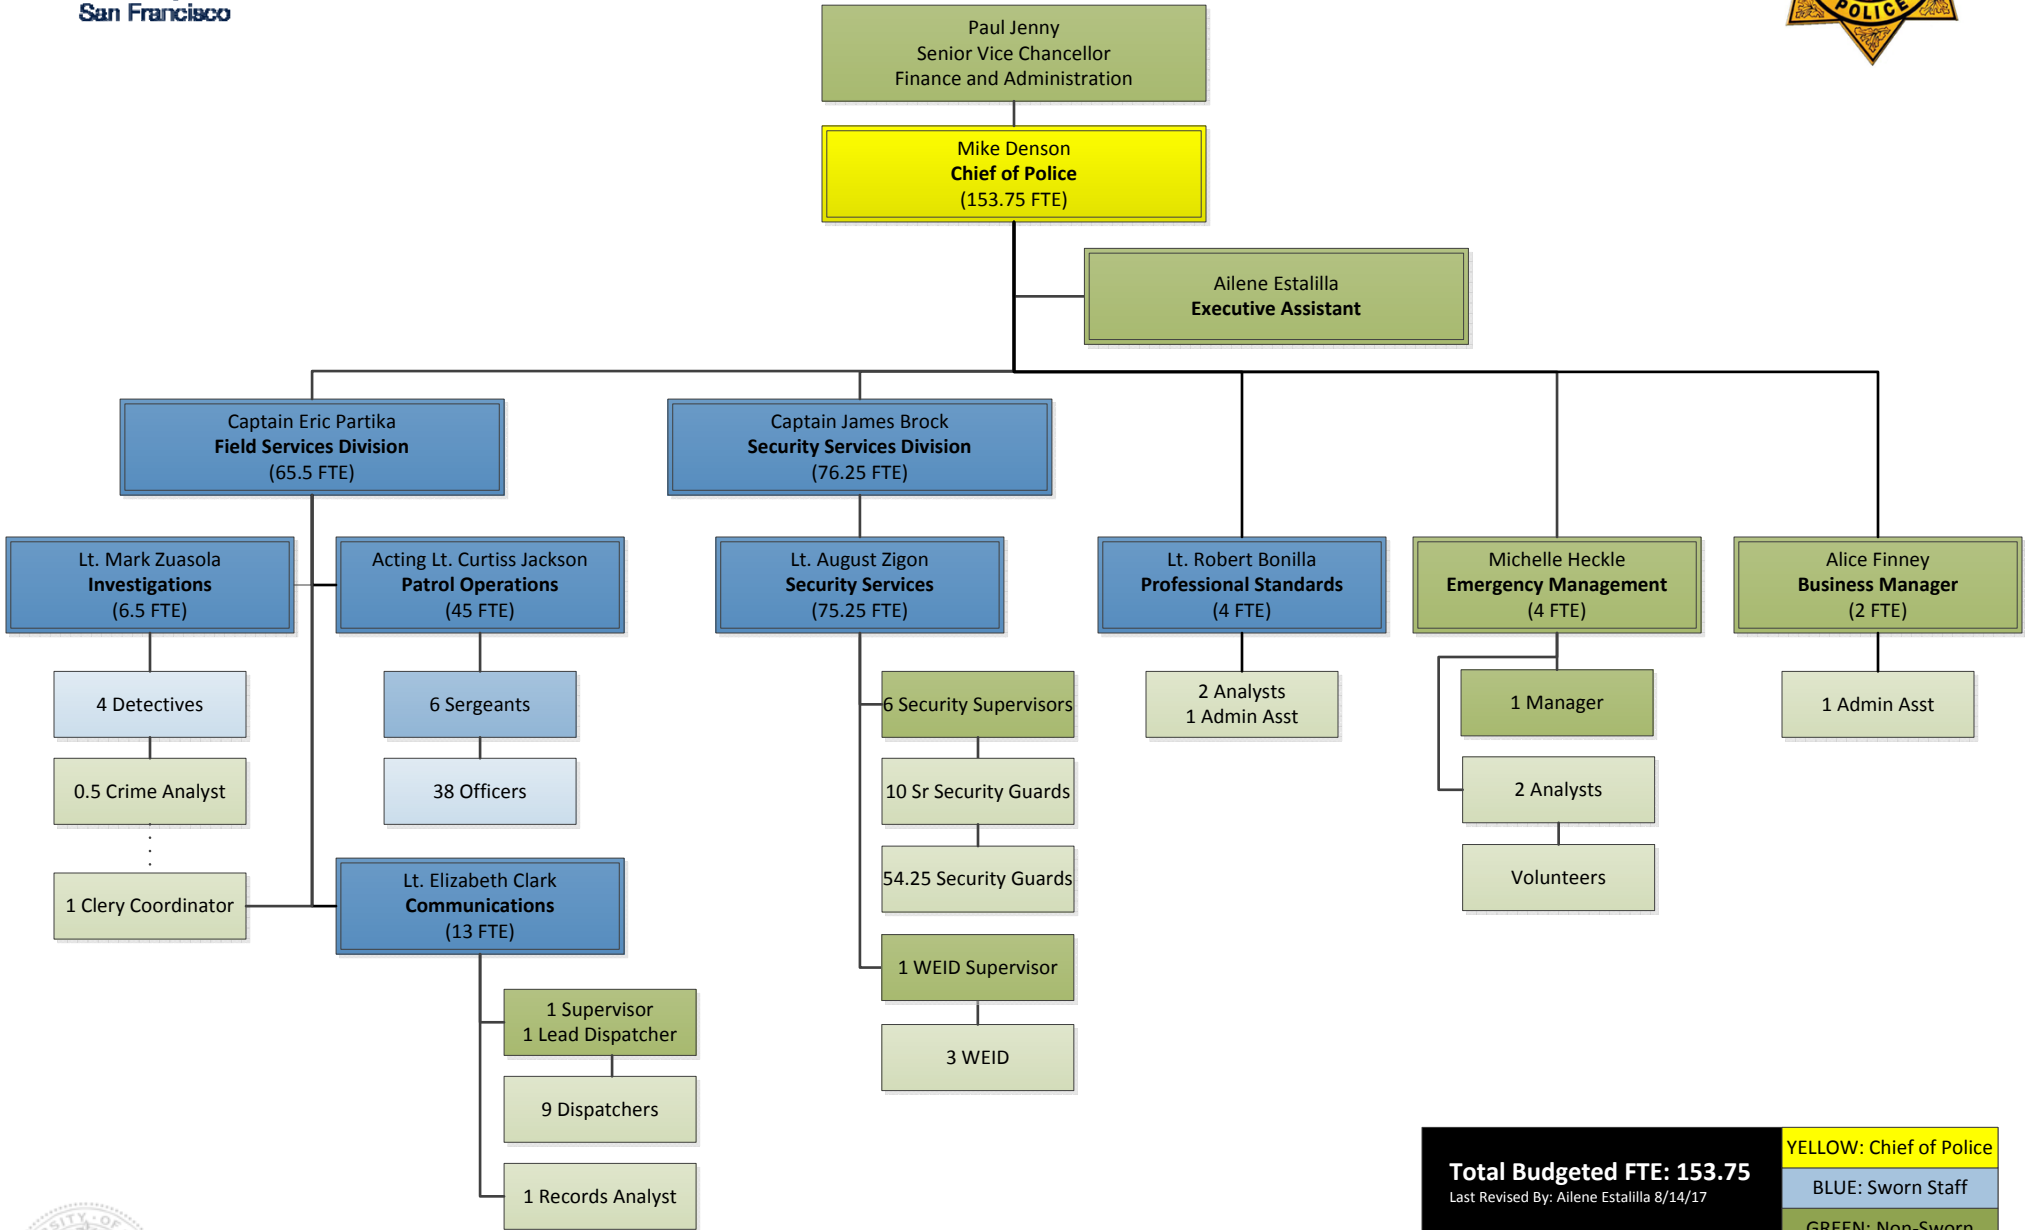 San Francisco
POLICE
Paul Jenny
Senior Vice Chancellor
Finance and Administration
Mike Denson
Chief of Police
(153.75 FTE)
Ailene Estalilla
Executive Assistant
Captain Eric Partika
Field Services Division
(65.5 FTE)
Captain James Brock
Security Services Division
(76.25 FTE)
Lt. Mark Zuasola
Investigations
(6.5 FTE)
Acting Lt. Curtiss Jackson
Patrol Operations
(45 FTE)
Lt. August Zigon
Security Services
(75.25 FTE)
Lt. Robert Bonilla
Professional Standards
(4 FTE)
Michelle Heckle
Emergency Management
(4 FTE)
Alice Finney
Business Manager
(2 FTE)
4 Detectives
6 Sergeants
6 Security Supervisors
2 Analysts
1 Admin Asst
1 Manager
1 Admin Asst
0.5 Crime Analyst
38 Officers
10 Sr Security Guards
2 Analysts
1 Clery Coordinator
Lt. Elizabeth Clark
Communications
(13 FTE)
54.25 Security Guards
Volunteers
1 WEID Supervisor
1 Supervisor
1 Lead Dispatcher
3 WEID
9 Dispatchers
1 Records Analyst
Total Budgeted FTE: 153.75
Last Revised By: Ailene Estalilla 8/14/17
YELLOW: Chief of Police
BLUE: Sworn Staff
GREEN: Non-Sworn